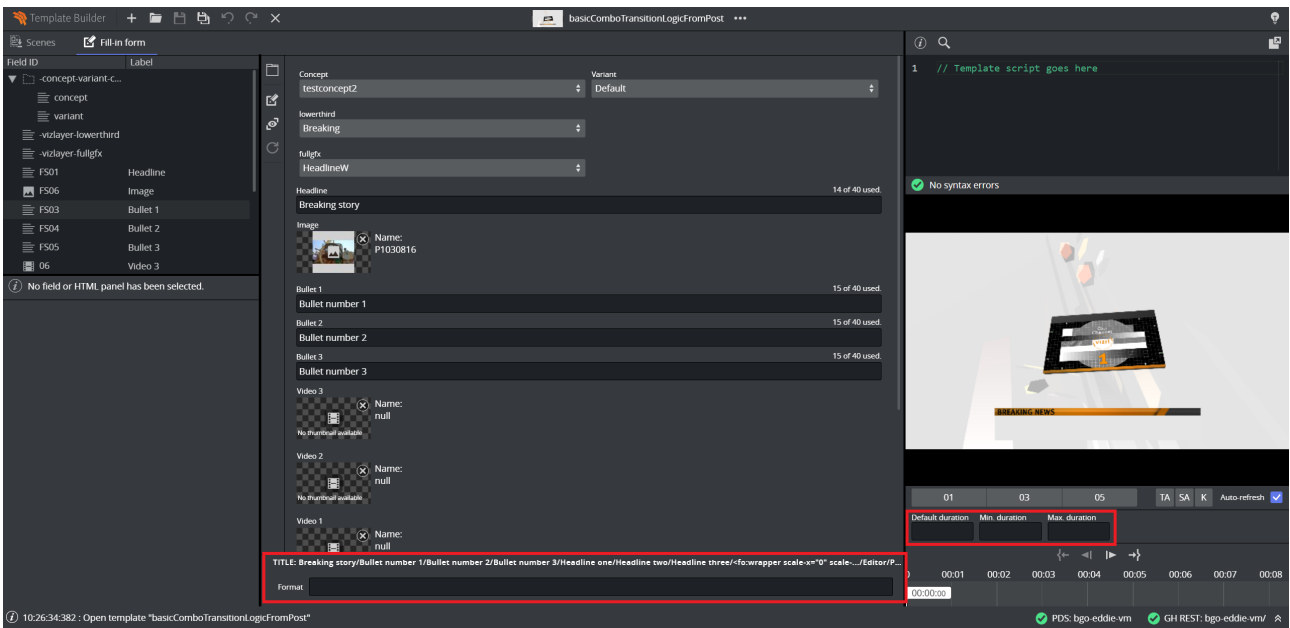 Template Builder
basicComboTransitionLogicFromPost •••
Scenes
Fill-in form
Field ID Label
-concept-variant-c...
concept
variant
-vizlayer-lowerthird
-vizlayer-fullgfx
FS01 Headline
FS06 Image
FS03 Bullet 1
FS04 Bullet 2
FS05 Bullet 3
06 Video 3
No field or HTML panel has been selected.
Concept Variant
testconcept2 Default
lowerthird
Breaking
fullgfx
HeadlineW
Headline 14 of 40 used.
Breaking story
Image
Name:
P1030816
Bullet 1 15 of 40 used.
Bullet number 1
Bullet 2 15 of 40 used.
Bullet number 2
Bullet 3 15 of 40 used.
Bullet number 3
Video 3
Name:
null
No thumbnail available
Video 2
Name:
null
No thumbnail available
Video 1
Name:
null
TITLE: Breaking story/Bullet number 1/Bullet number 2/Bullet number 3/Headline one/Headline two/Headline three/<fo:wrapper scale-x="0" scale-.../Editor/P...
Format
1 // Template script goes here
No syntax errors
vizrt
1
BREAKING NEWS
01 03 05 TA SA K Auto-refresh
Default duration Min. duration Max. duration
00:01 00:02 00:03 00:04 00:05 00:06 00:07 00:08
00:00:00
10:26:34:382 : Open template "basicComboTransitionLogicFromPost"
PDS: bgo-eddie-vm
GH REST: bgo-eddie-vm/